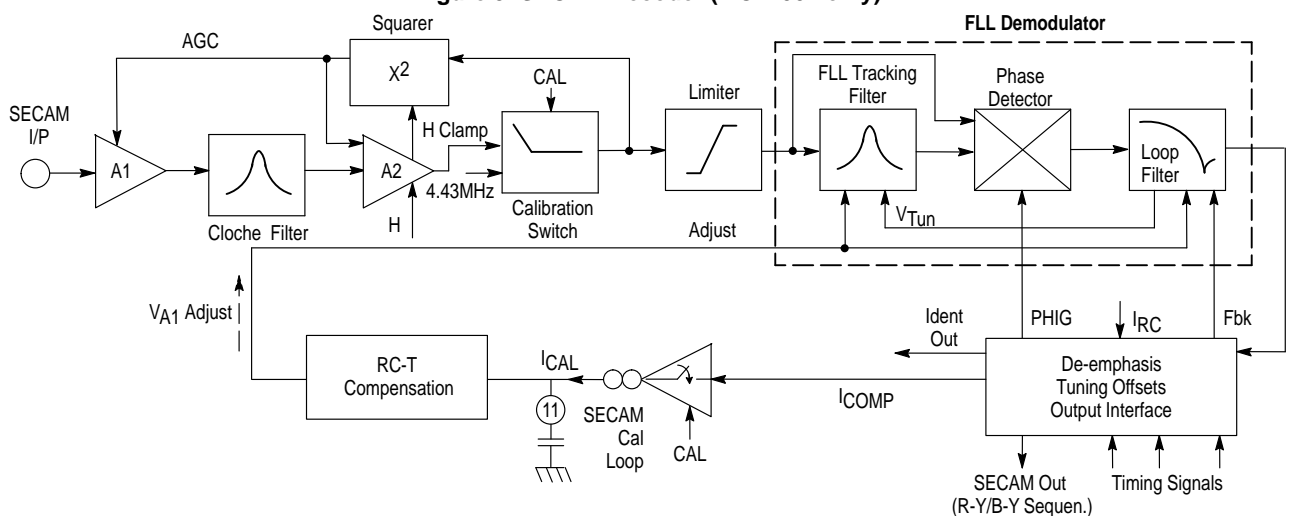 FLL Demodulator
Squarer
AGC
X2
CAL
FLL Tracking
Filter
Phase
Detector
Limiter
SECAM
I/P
H Clamp
A1
A2
Loop
Filter
4.43MHz
Calibration
Switch
VTun
Cloche Filter
H
Adjust
VA1 Adjust
Ident
Out
PHIG
IRC
Fbk
RC-T
Compensation
ICAL
De-emphasis
Tuning Offsets
Output Interface
ICOMP
11
SECAM
Cal
Loop
CAL
SECAM Out
(R-Y/B-Y Sequen.)
Timing Signals